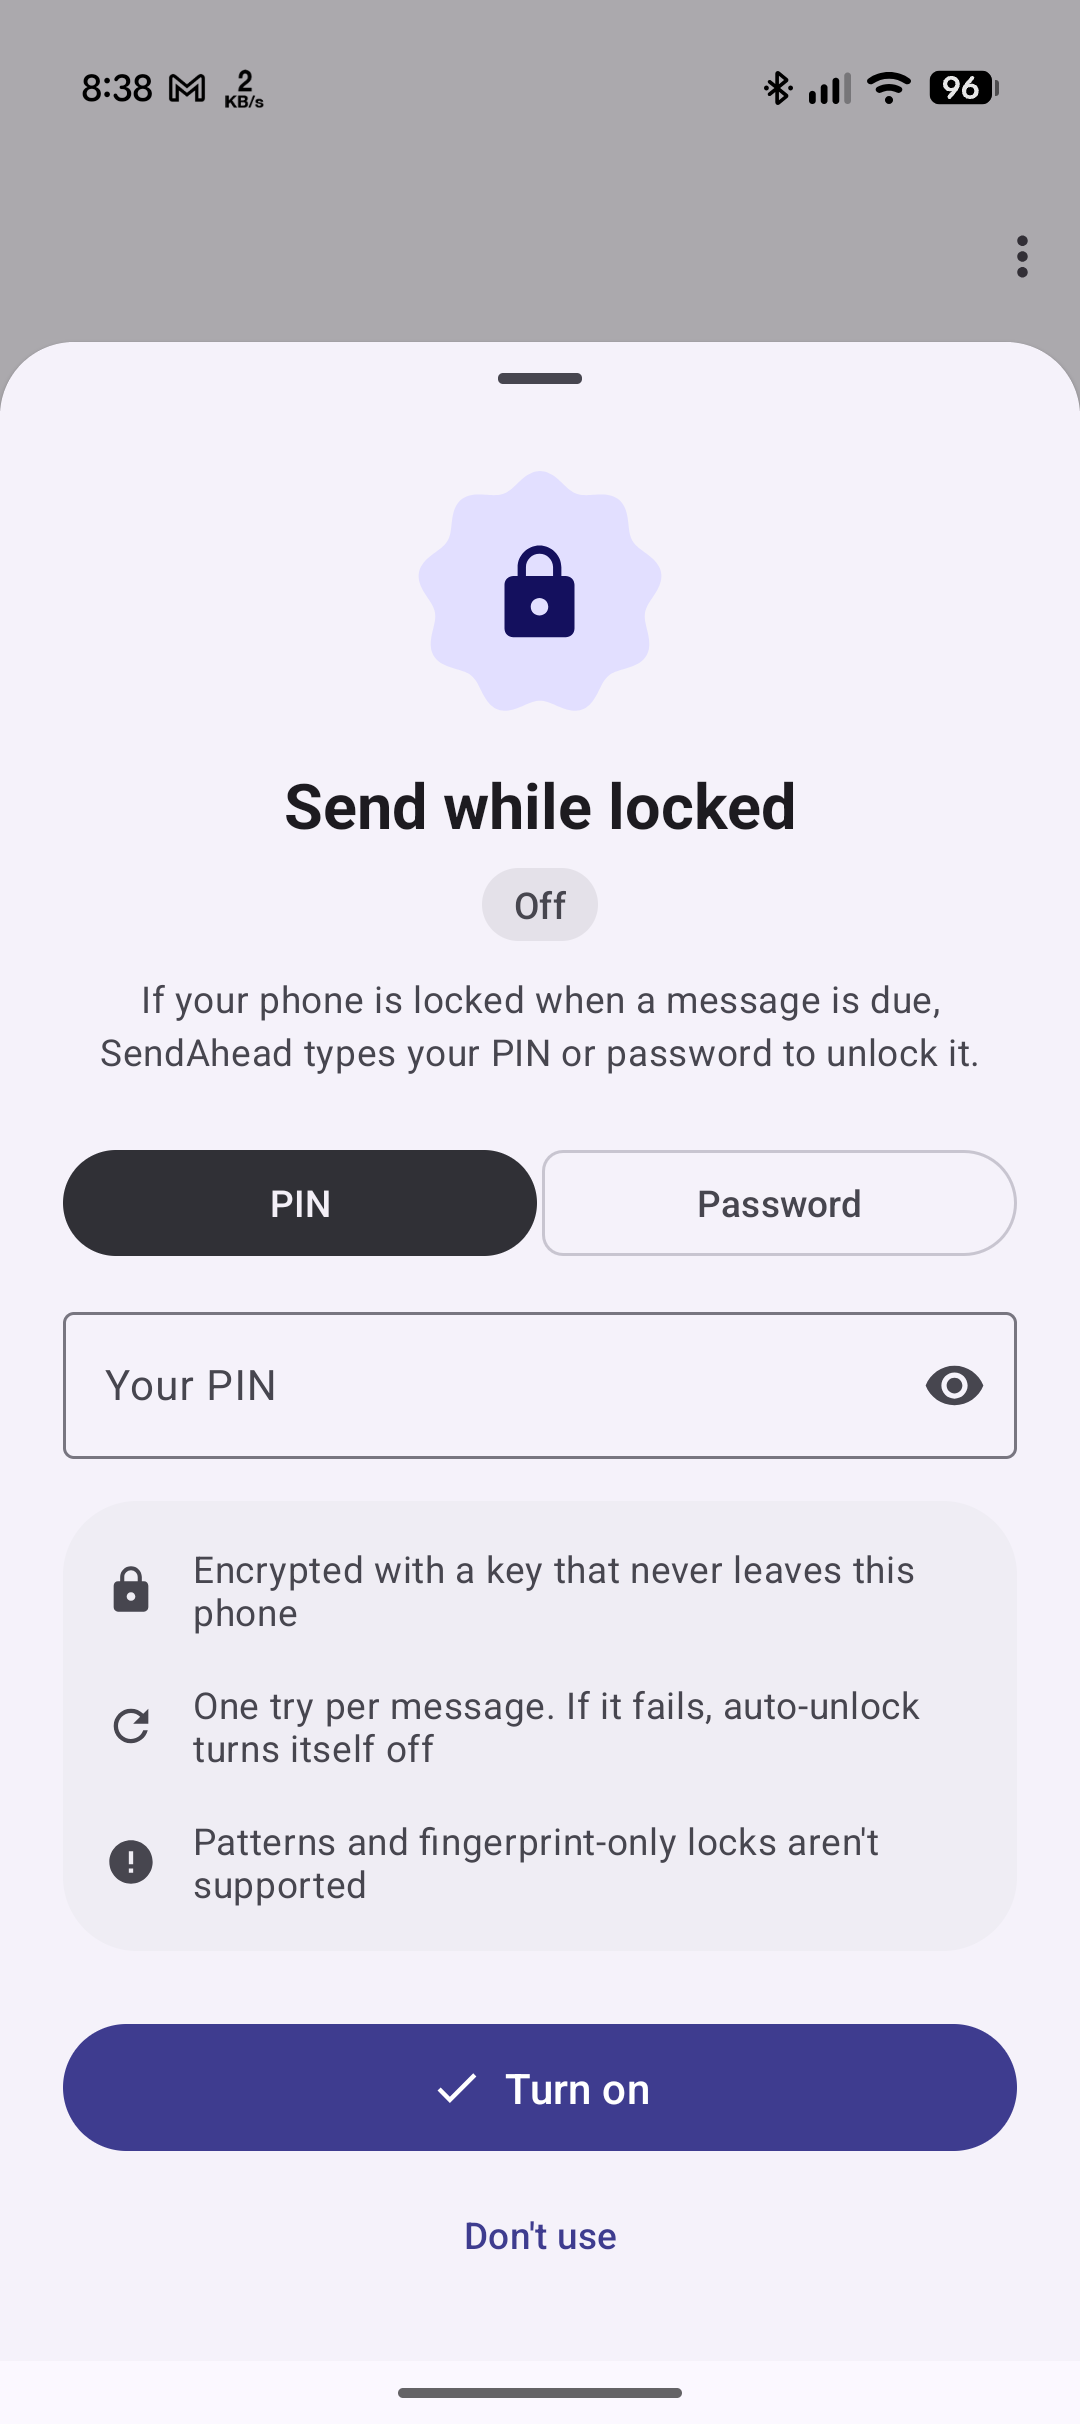 8:38
2
KB/s
96
Send while locked
Off
If your phone is locked when a message is due,
SendAhead types your PIN or password to unlock it.
PIN
Password
Your PIN
Encrypted with a key that never leaves this
phone
One try per message. If it fails, auto-unlock
turns itself off
Patterns and fingerprint-only locks aren't
supported
Turn on
Don't use